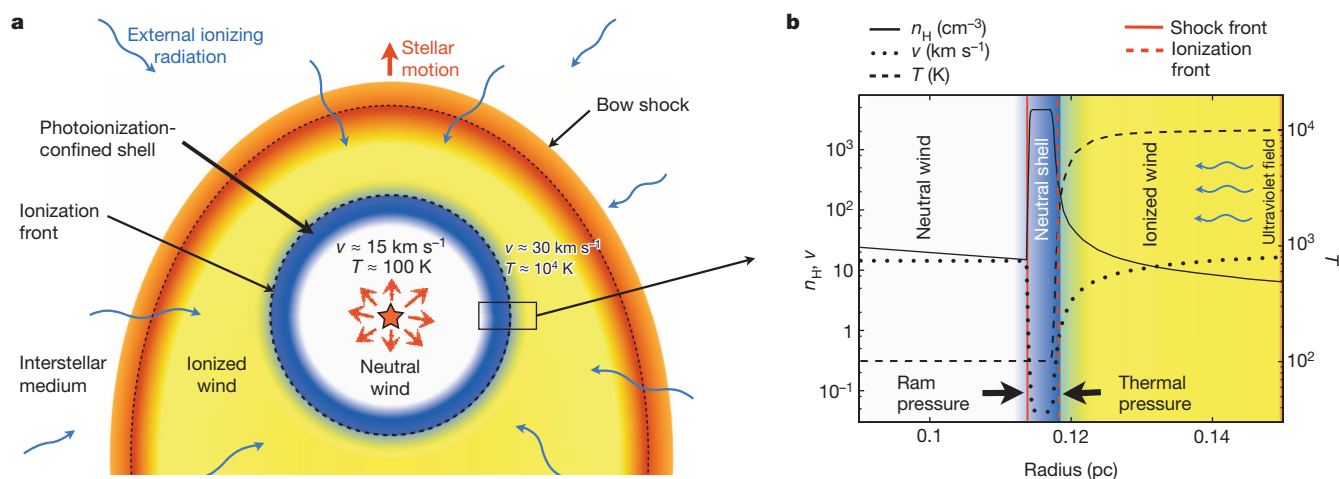 a
External ionizing
radiation
Stellar
motion
Bow shock
Photoionization-
confined shell
Ionization
front
v ≈ 15 km s⁻¹
T ≈ 100 K
v ≈ 30 km s⁻¹
T ≈ 10⁴ K
Neutral
wind
Interstellar
medium
Ionized
wind
b
n_H (cm⁻³)
v (km s⁻¹)
T (K)
Shock front
Ionization
front
10³
10²
10
1
10⁻¹
n_H, v
Neutral wind
Neutral shell
Ionized wind
Ultraviolet field
10⁴
10³
10²
T
Ram
pressure
Thermal
pressure
0.1
0.12
0.14
Radius (pc)